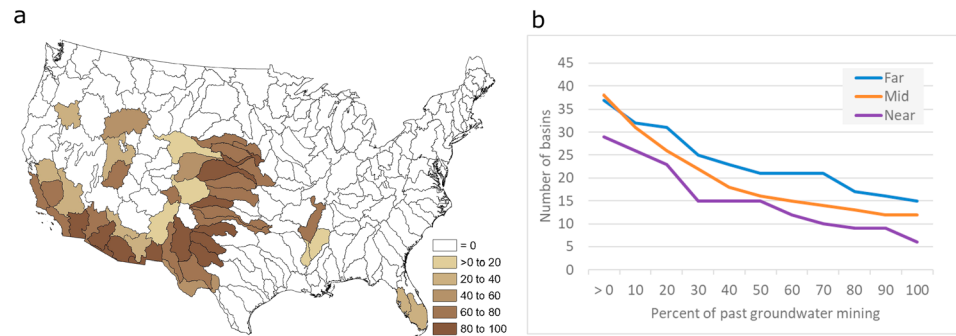 a
= 0
>0 to 20
20 to 40
40 to 60
60 to 80
80 to 100
b
45
40
35
30
25
20
15
10
5
0
Number of basins
Far
Mid
Near
> 0 10 20 30 40 50 60 70 80 90 100
Percent of past groundwater mining